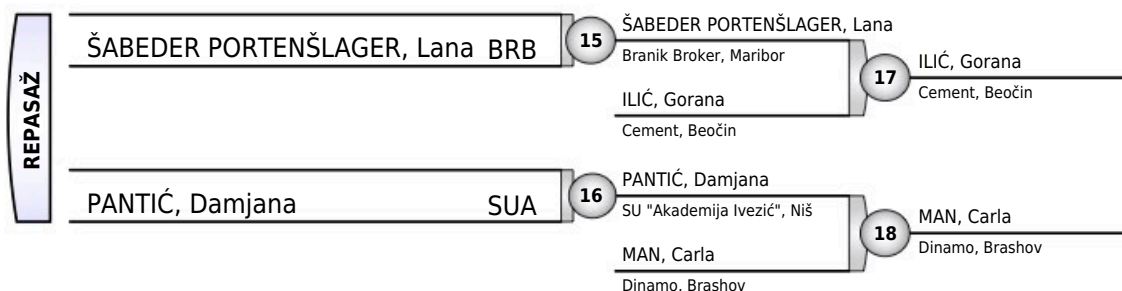 REPASAŽ
ŠABEDER PORTENŠLAGER, Lana BRB
15
ŠABEDER PORTENŠLAGER, Lana
Branik Broker, Maribor
ILIĆ, Gorana
Cement, Beočin
17
ILIĆ, Gorana
Cement, Beočin
PANTIĆ, Damjana SUA
16
PANTIĆ, Damjana
SU "Akademija Ivezić", Niš
MAN, Carla
Dinamo, Brashov
18
MAN, Carla
Dinamo, Brashov